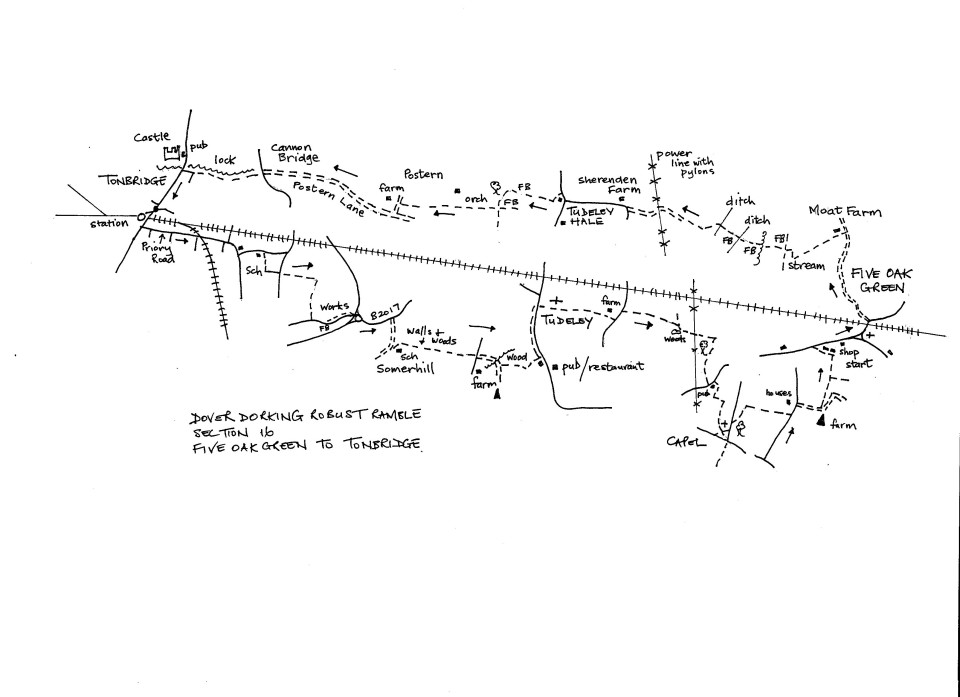 Castle
pub
TONBRIDGE
lock
Cannon
Bridge
Postern Lane
farm
Postern
orch
FB
FB
TUDELEY
HALE
Sherenden
Farm
power
line with
pylons
ditch
ditch
FB
FB
FB
Stream
Moat Farm
FIVE OAK
GREEN
station
Priory
Road
Sch
works
FB
B2017
walls +
woods
Sch
Somerhill
farm
wood
TUDELEY
pub/restaurant
farm
woods
pub
CAPEL
houses
shop
start
farm
DOVER DORKING ROBUST RAMBLE
SECTION 16
FIVE OAK GREEN TO TONBRIDGE.